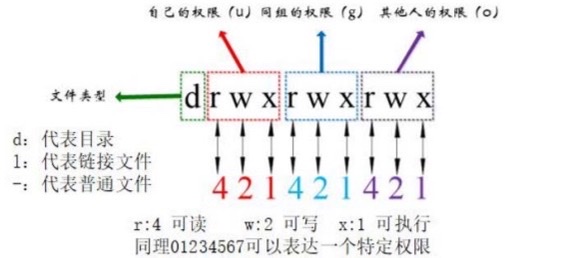 自己的权限（u）同组的权限（g） 其他人的权限（o）
文件类型 d r w x r w x r w x
d: 代表目录
l: 代表链接文件
-: 代表普通文件
4 2 1 4 2 1 4 2 1
r:4 可读 w:2 可写 x:1 可执行
同理01234567可以表达一个特定权限